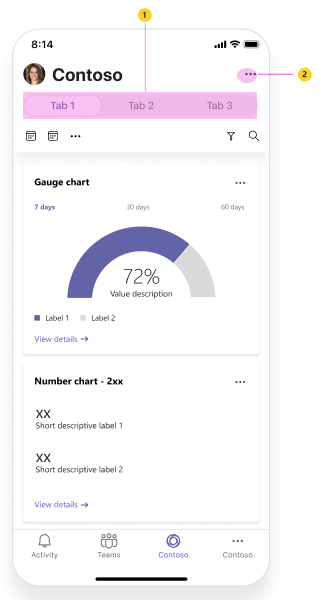 1
8:14
Contoso
2
Tab 1 Tab 2 Tab 3
Gauge chart
7 days 30 days 60 days
72%
Value description
Label 1 Label 2
View details →
Number chart - 2xx
XX
Short descriptive label 1
XX
Short descriptive label 2
View details →
Activity Teams Contoso Contoso